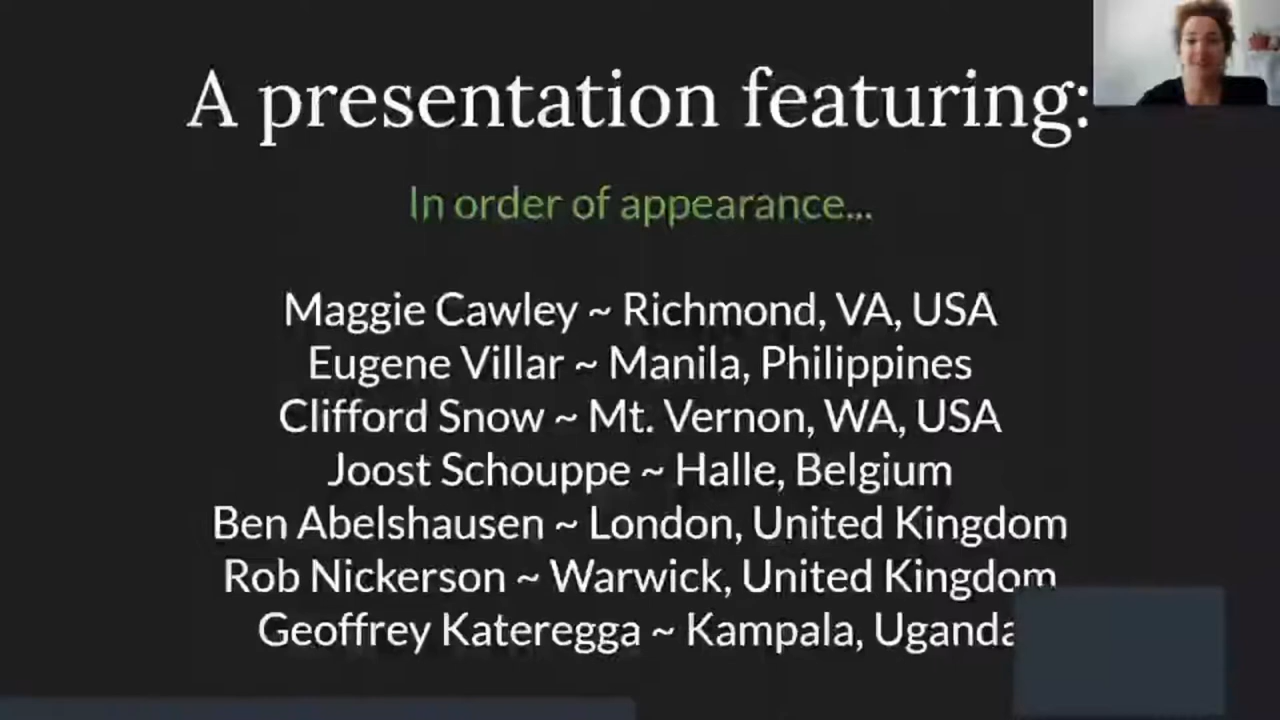 A presentation featuring:
In order of appearance...
Maggie Cawley ~ Richmond, VA, USA
Eugene Villar ~ Manila, Philippines
Clifford Snow ~ Mt. Vernon, WA, USA
Joost Schouppe ~ Halle, Belgium
Ben Abelshausen ~ London, United Kingdom
Rob Nickerson ~ Warwick, United Kingdom
Geoffrey Kateregga ~ Kampala, Uganda